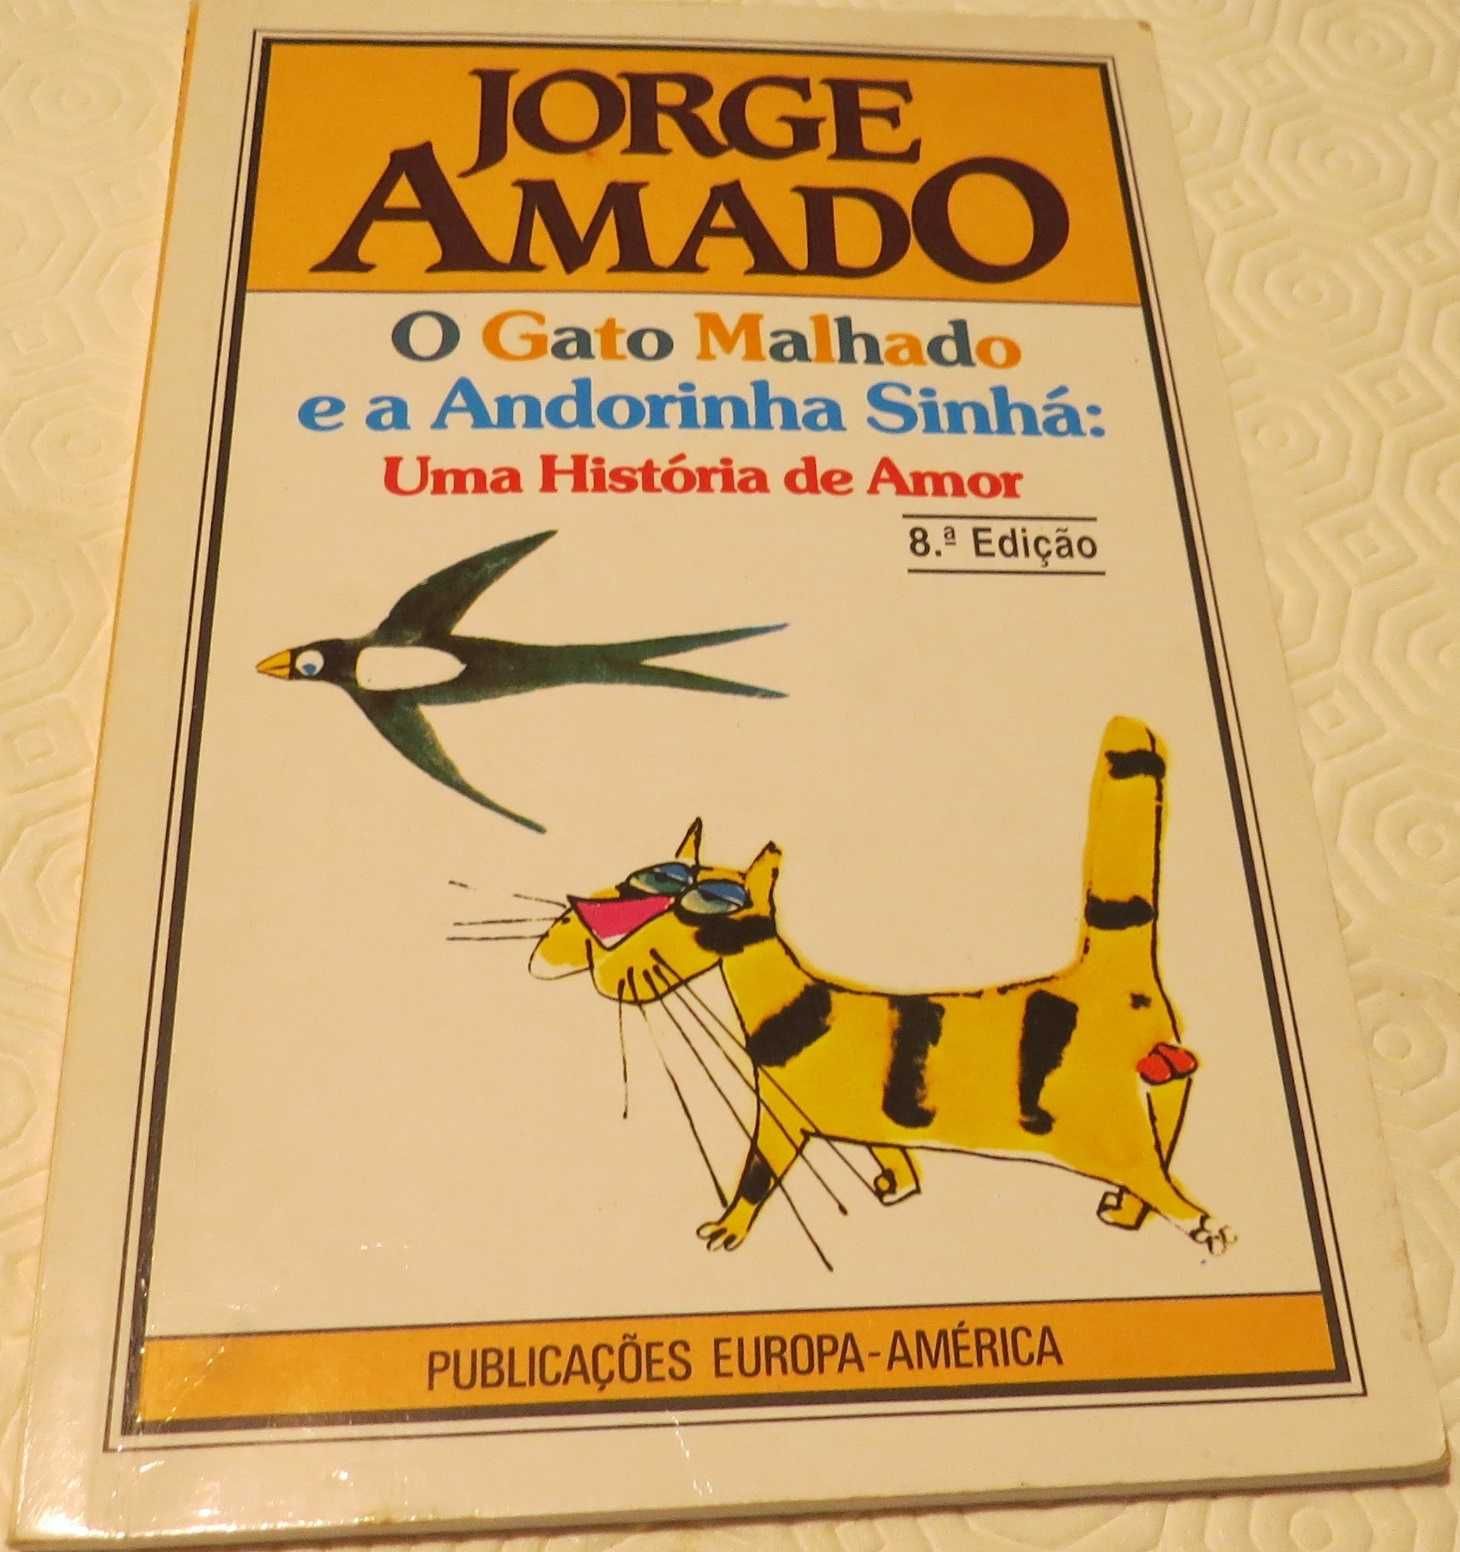 JORGE
AMADO
O Gato Malhado
e a Andorinha Sinhá:
Uma História de Amor
8.ª Edição
PUBLICAÇÕES EUROPA-AMÉRICA